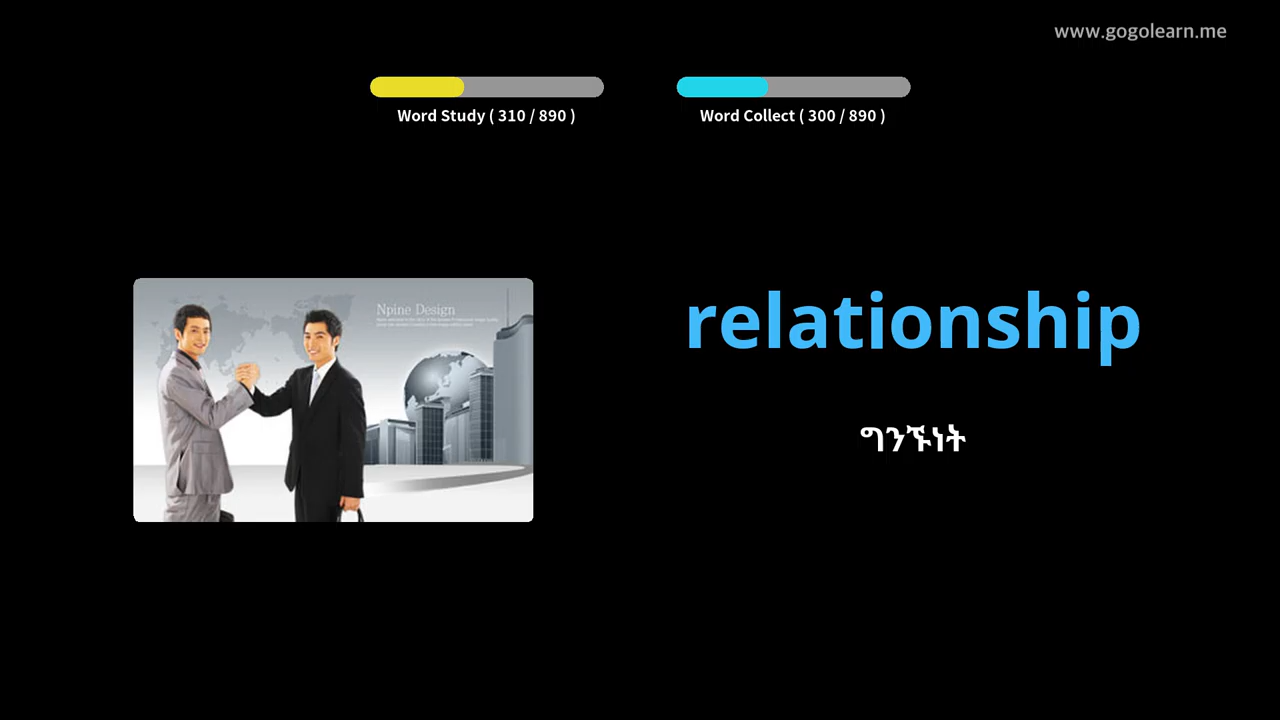 www.gogolearn.me
Word Study ( 310 / 890 )
Word Collect ( 300 / 890 )
Npine Design
relationship
ግንኙነት